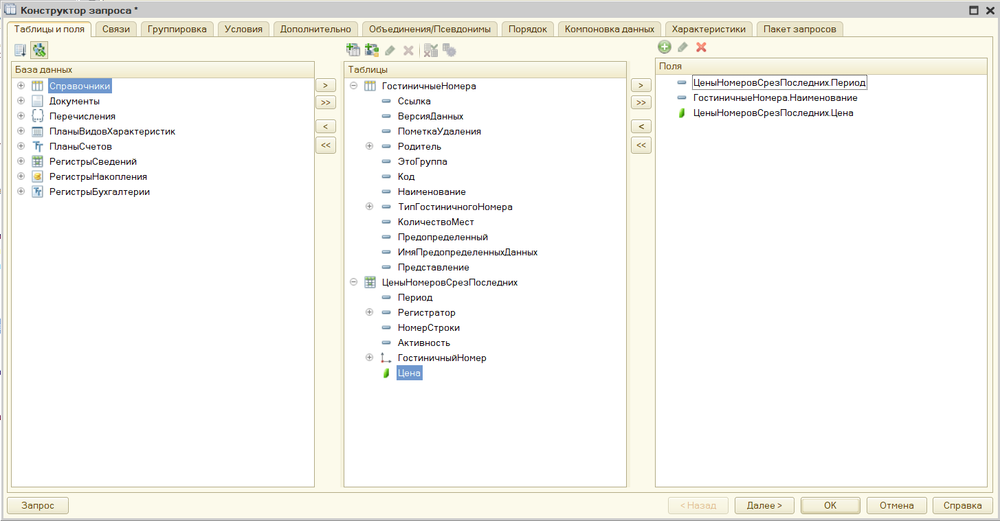 Конструктор запроса *
Таблицы и поля
Связи
Группировка
Условия
Дополнительно
Объединения/Псевдонимы
Порядок
Компоновка данных
Характеристики
Пакет запросов
База данных
Справочники
Документы
Перечисления
ПланыВидовХарактеристик
ПланыСчетов
РегистрыСведений
РегистрыНакопления
РегистрыБухгалтерии
>
>>
<
<<
Таблицы
ГостиничныеНомера
Ссылка
ВерсияДанных
ПометкаУдаления
Родитель
ЭтоГруппа
Код
Наименование
ТипГостиничногоНомера
КоличествоМест
Предопределенный
ИмяПредопределенныхДанных
Представление
ЦеныНомеровСрезПоследних
Период
Регистратор
НомерСтроки
Активность
ГостиничныйНомер
Цена
>
>>
<
<<
Поля
ЦеныНомеровСрезПоследних.Период
ГостиничныеНомера.Наименование
ЦеныНомеровСрезПоследних.Цена
Запрос
< Назад
Далее >
OK
Отмена
Справка